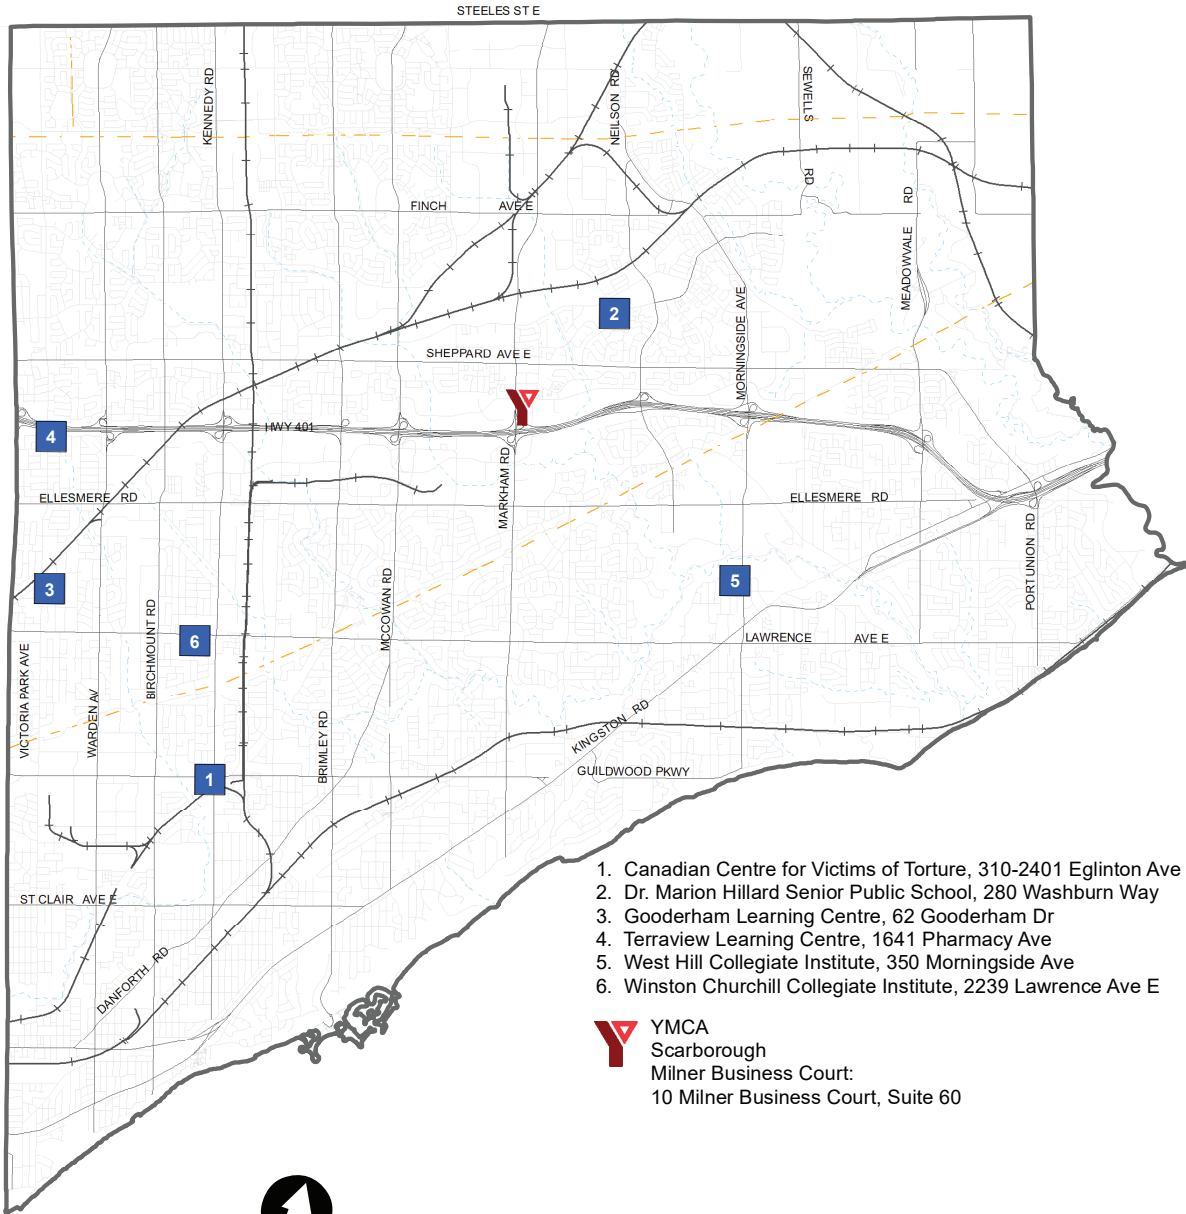 STEELES ST E
KENNEDY RD
NEILSON RD
SEWELLS
RD
RD
MEADOWVALE
FINCH AVE E
2
MORNINGSIDE AVE
SHEPPARD AVE E
4
HWY 401
MARKHAM RD
ELLESMERE RD
ELLESMERE RD
PORT UNION RD
3
5
MCCOWAN RD
BIRCHMOUNT RD
6
LAWRENCE AVE E
VICTORIA PARK AVE
WARDEN AV
BRIMLEY RD
KINGSTON RD
1
GUILDWOOD PKWY
ST CLAIR AVE E
DANFORTH RD
1. Canadian Centre for Victims of Torture, 310-2401 Eglinton Ave
2. Dr. Marion Hillard Senior Public School, 280 Washburn Way
3. Gooderham Learning Centre, 62 Gooderham Dr
4. Terraview Learning Centre, 1641 Pharmacy Ave
5. West Hill Collegiate Institute, 350 Morningside Ave
6. Winston Churchill Collegiate Institute, 2239 Lawrence Ave E
YMCA
Scarborough
Milner Business Court:
10 Milner Business Court, Suite 60